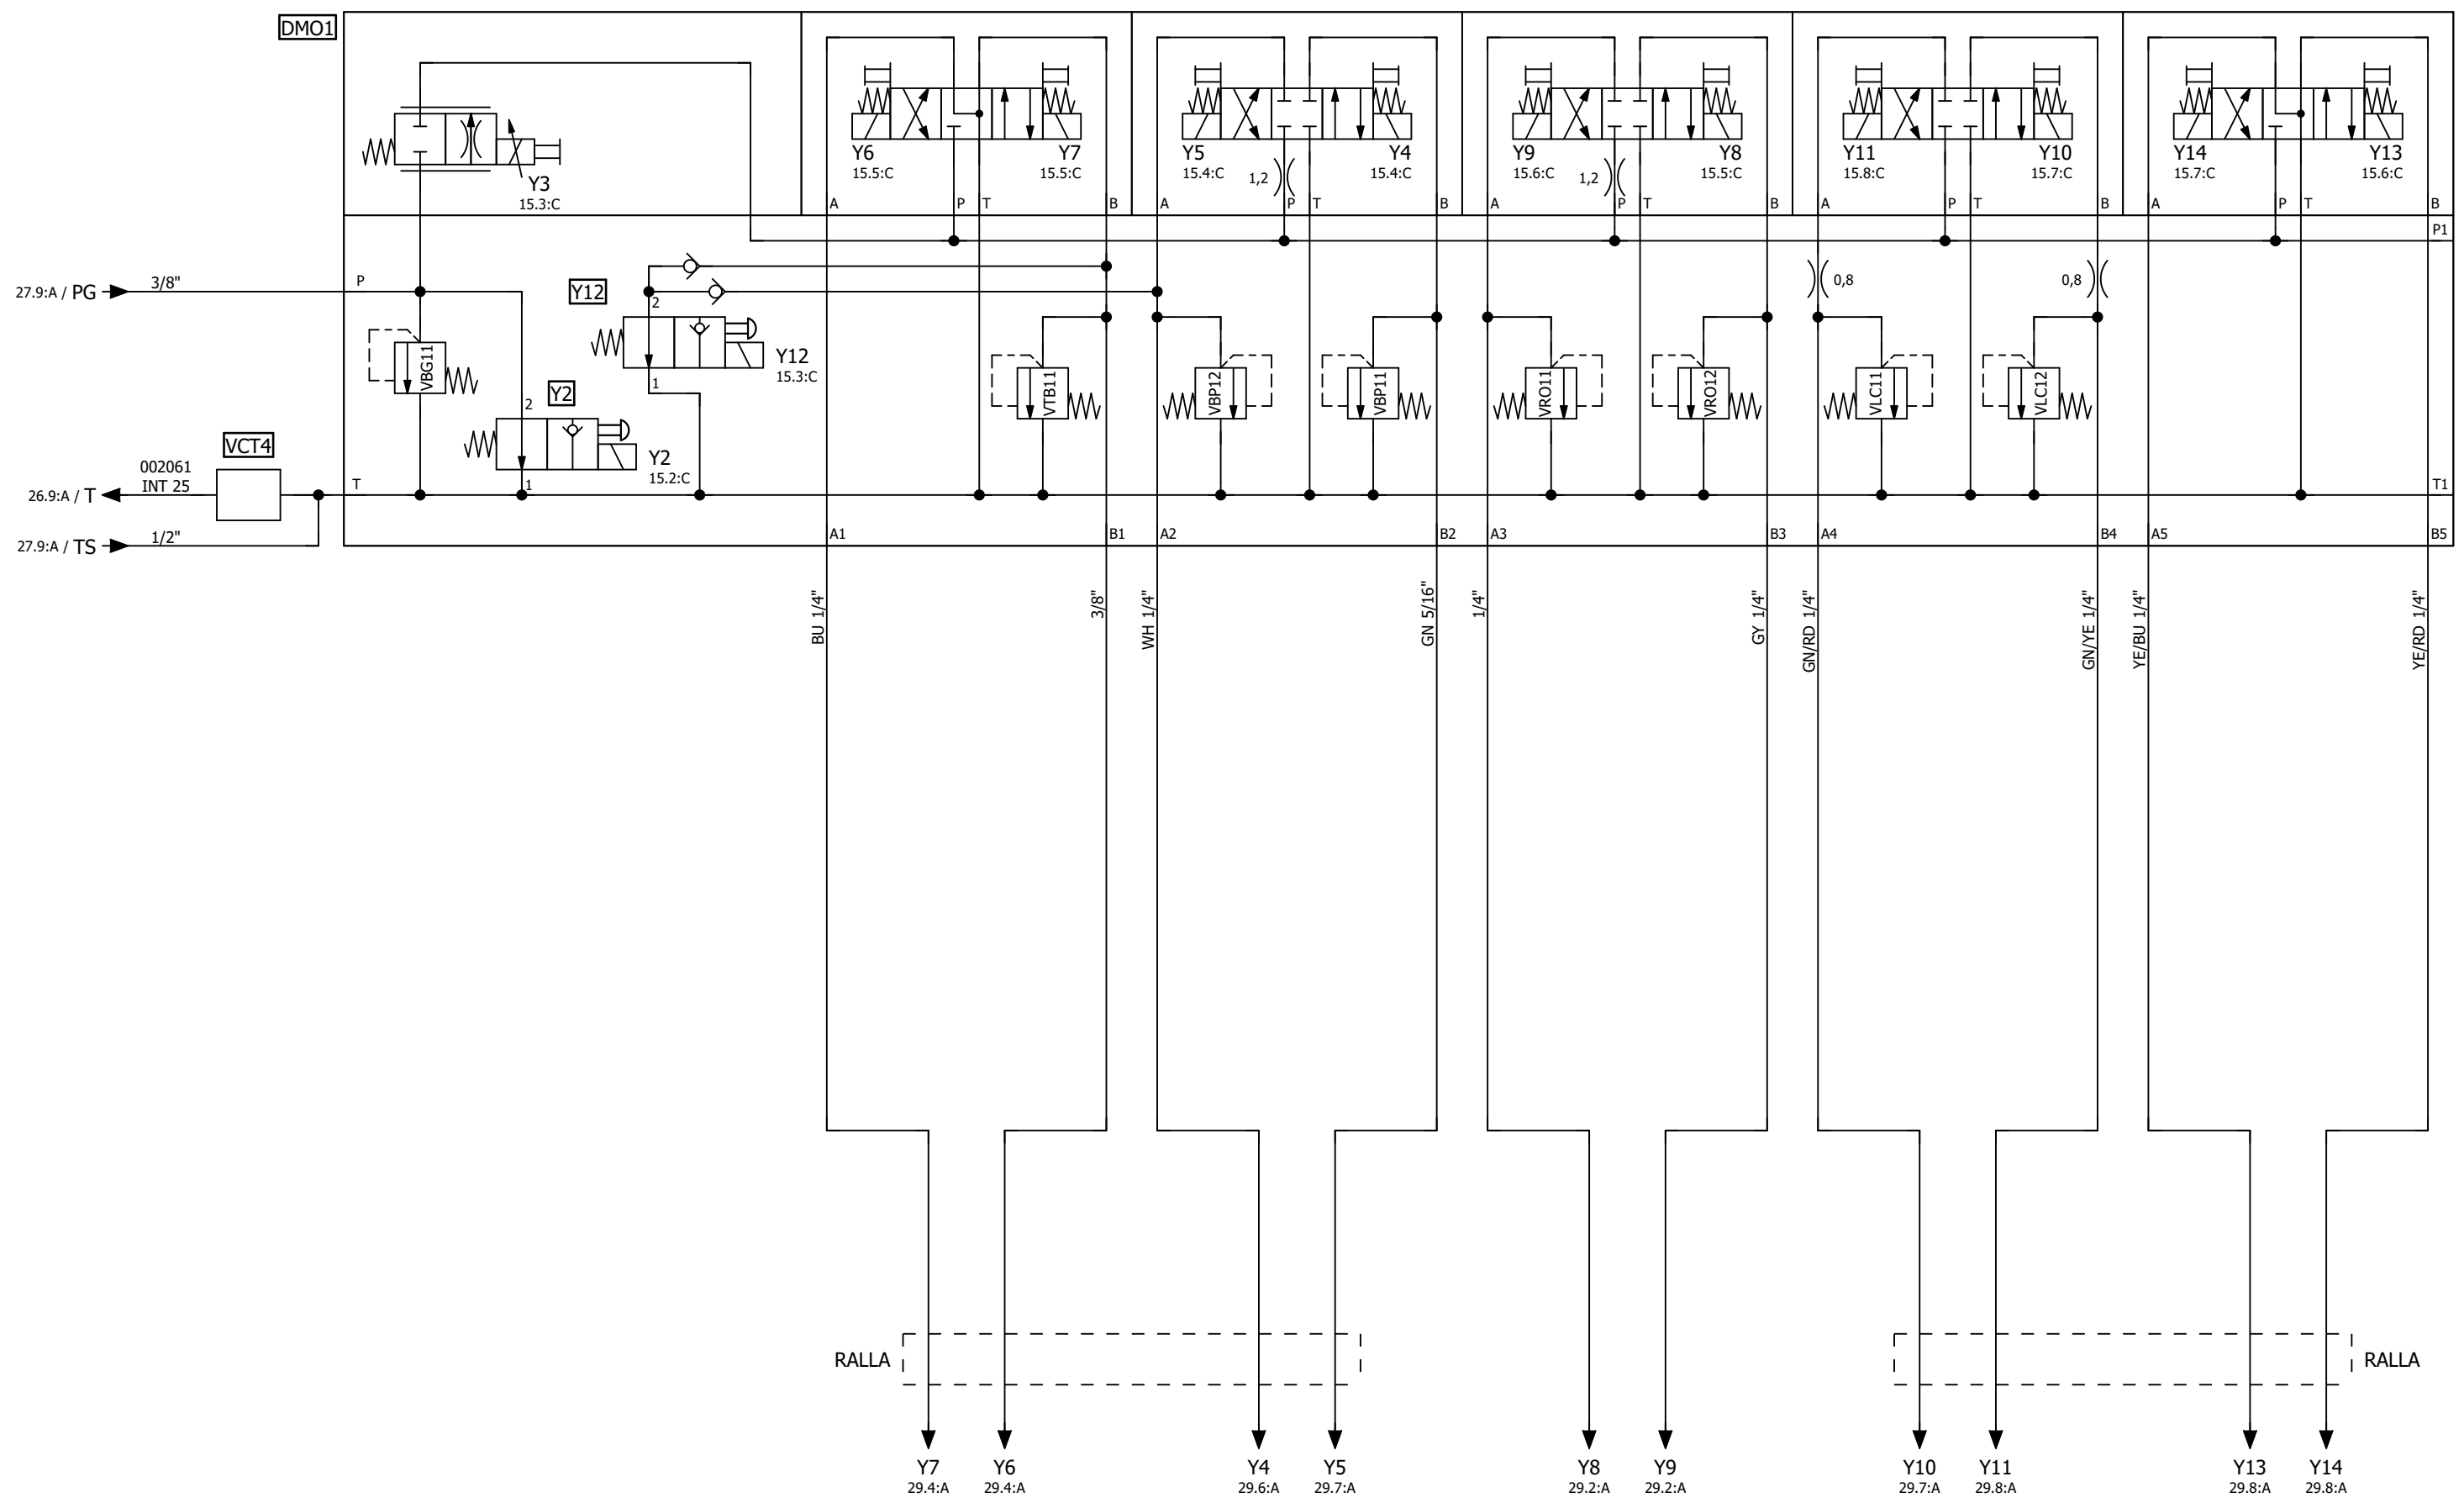 DMO1
Y6 Y7 Y5 Y4 Y9 Y8 Y11 Y10 Y14 Y13
15.5:C 15.5:C 15.4:C 1,2 15.4:C 15.6:C 1,2 15.5:C 15.8:C 15.7:C 15.7:C 15.6:C
Y3
15.3:C
A P T B A P T B A P T B A P T B A P T B
P1
27.9:A / PG 3/8" P
Y12
2
0,8 0,8
Y12
15.3:C
1
VBG11
VTB11 VBP12 VBP11 VRO11 VRO12 VLC11 VLC12
Y2
2
Y2
15.2:C
1
VCT4
002061
INT 25
26.9:A / T
T
T1
27.9:A / TS 1/2"
A1 B1 A2 B2 A3 B3 A4 B4 A5 B5
BU 1/4"
3/8"
WH 1/4"
GN 5/16"
1/4"
GY 1/4"
GN/RD 1/4"
GN/YE 1/4"
YE/BU 1/4"
YE/RD 1/4"
RALLA RALLA
Y7 Y6 Y4 Y5 Y8 Y9 Y10 Y11 Y13 Y14
29.4:A 29.4:A 29.6:A 29.7:A 29.2:A 29.2:A 29.7:A 29.8:A 29.8:A 29.8:A